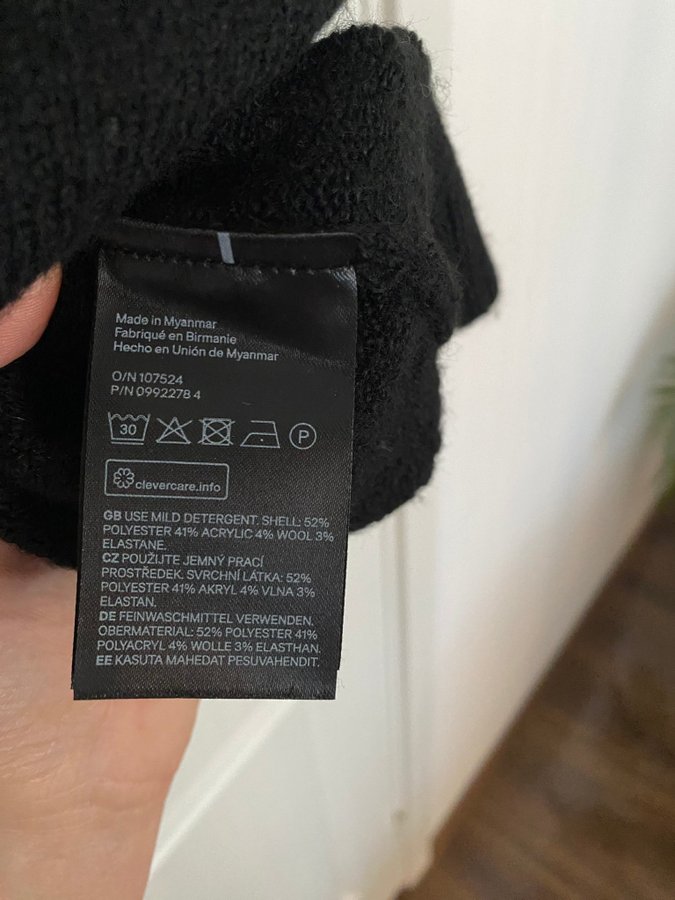 Made in Myanmar
Fabriqué en Birmanie
Hecho en Unión de Myanmar
O/N 107524
P/N 0992278 4
30 P
clevercare.info
GB USE MILD DETERGENT. SHELL: 52%
POLYESTER 41% ACRYLIC 4% WOOL 3%
ELASTANE.
CZ POUŽIJTE JEMNÝ PRACÍ
PROSTŘEDEK. SVRCHNÍ LÁTKA: 52%
POLYESTER 41% AKRYL 4% VLNA 3%
ELASTAN.
DE FEINWASCHMITTEL VERWENDEN.
OBERMATERIAL: 52% POLYESTER 41%
POLYACRYL 4% WOLLE 3% ELASTHAN.
EE KASUTA MAHEDAT PESUVAHENDIT.